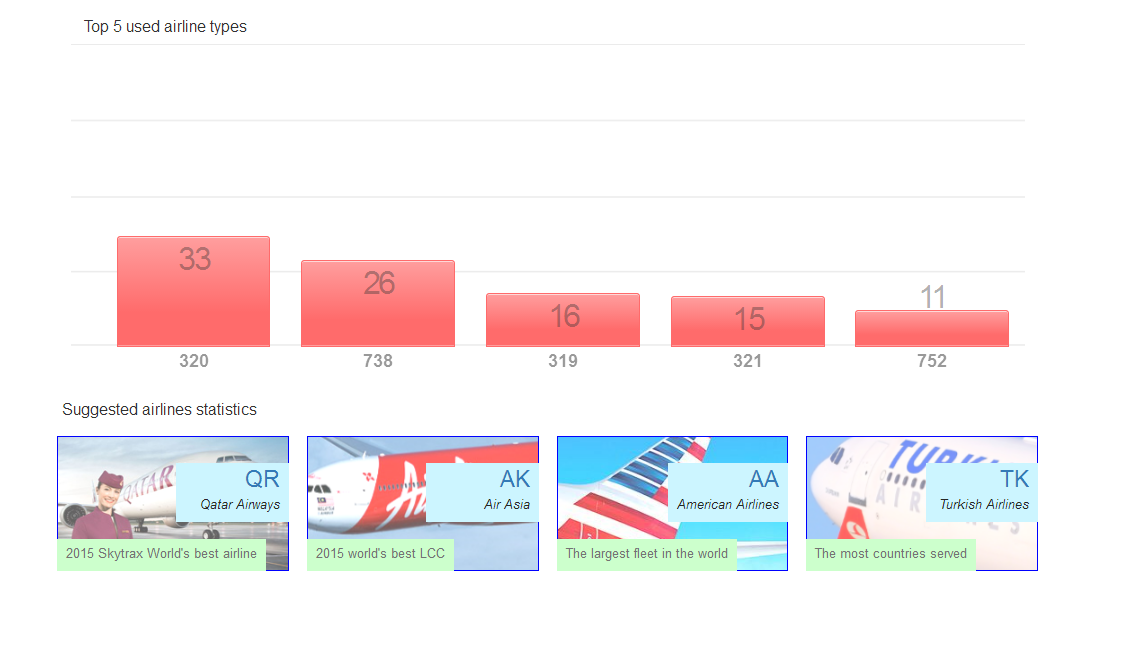 Top 5 used airline types
33
26
16
15
11
320
738
319
321
752
Suggested airlines statistics
QR
Qatar Airways
2015 Skytrax World's best airline
AK
Air Asia
2015 world's best LCC
AA
American Airlines
The largest fleet in the world
TK
Turkish Airlines
The most countries served